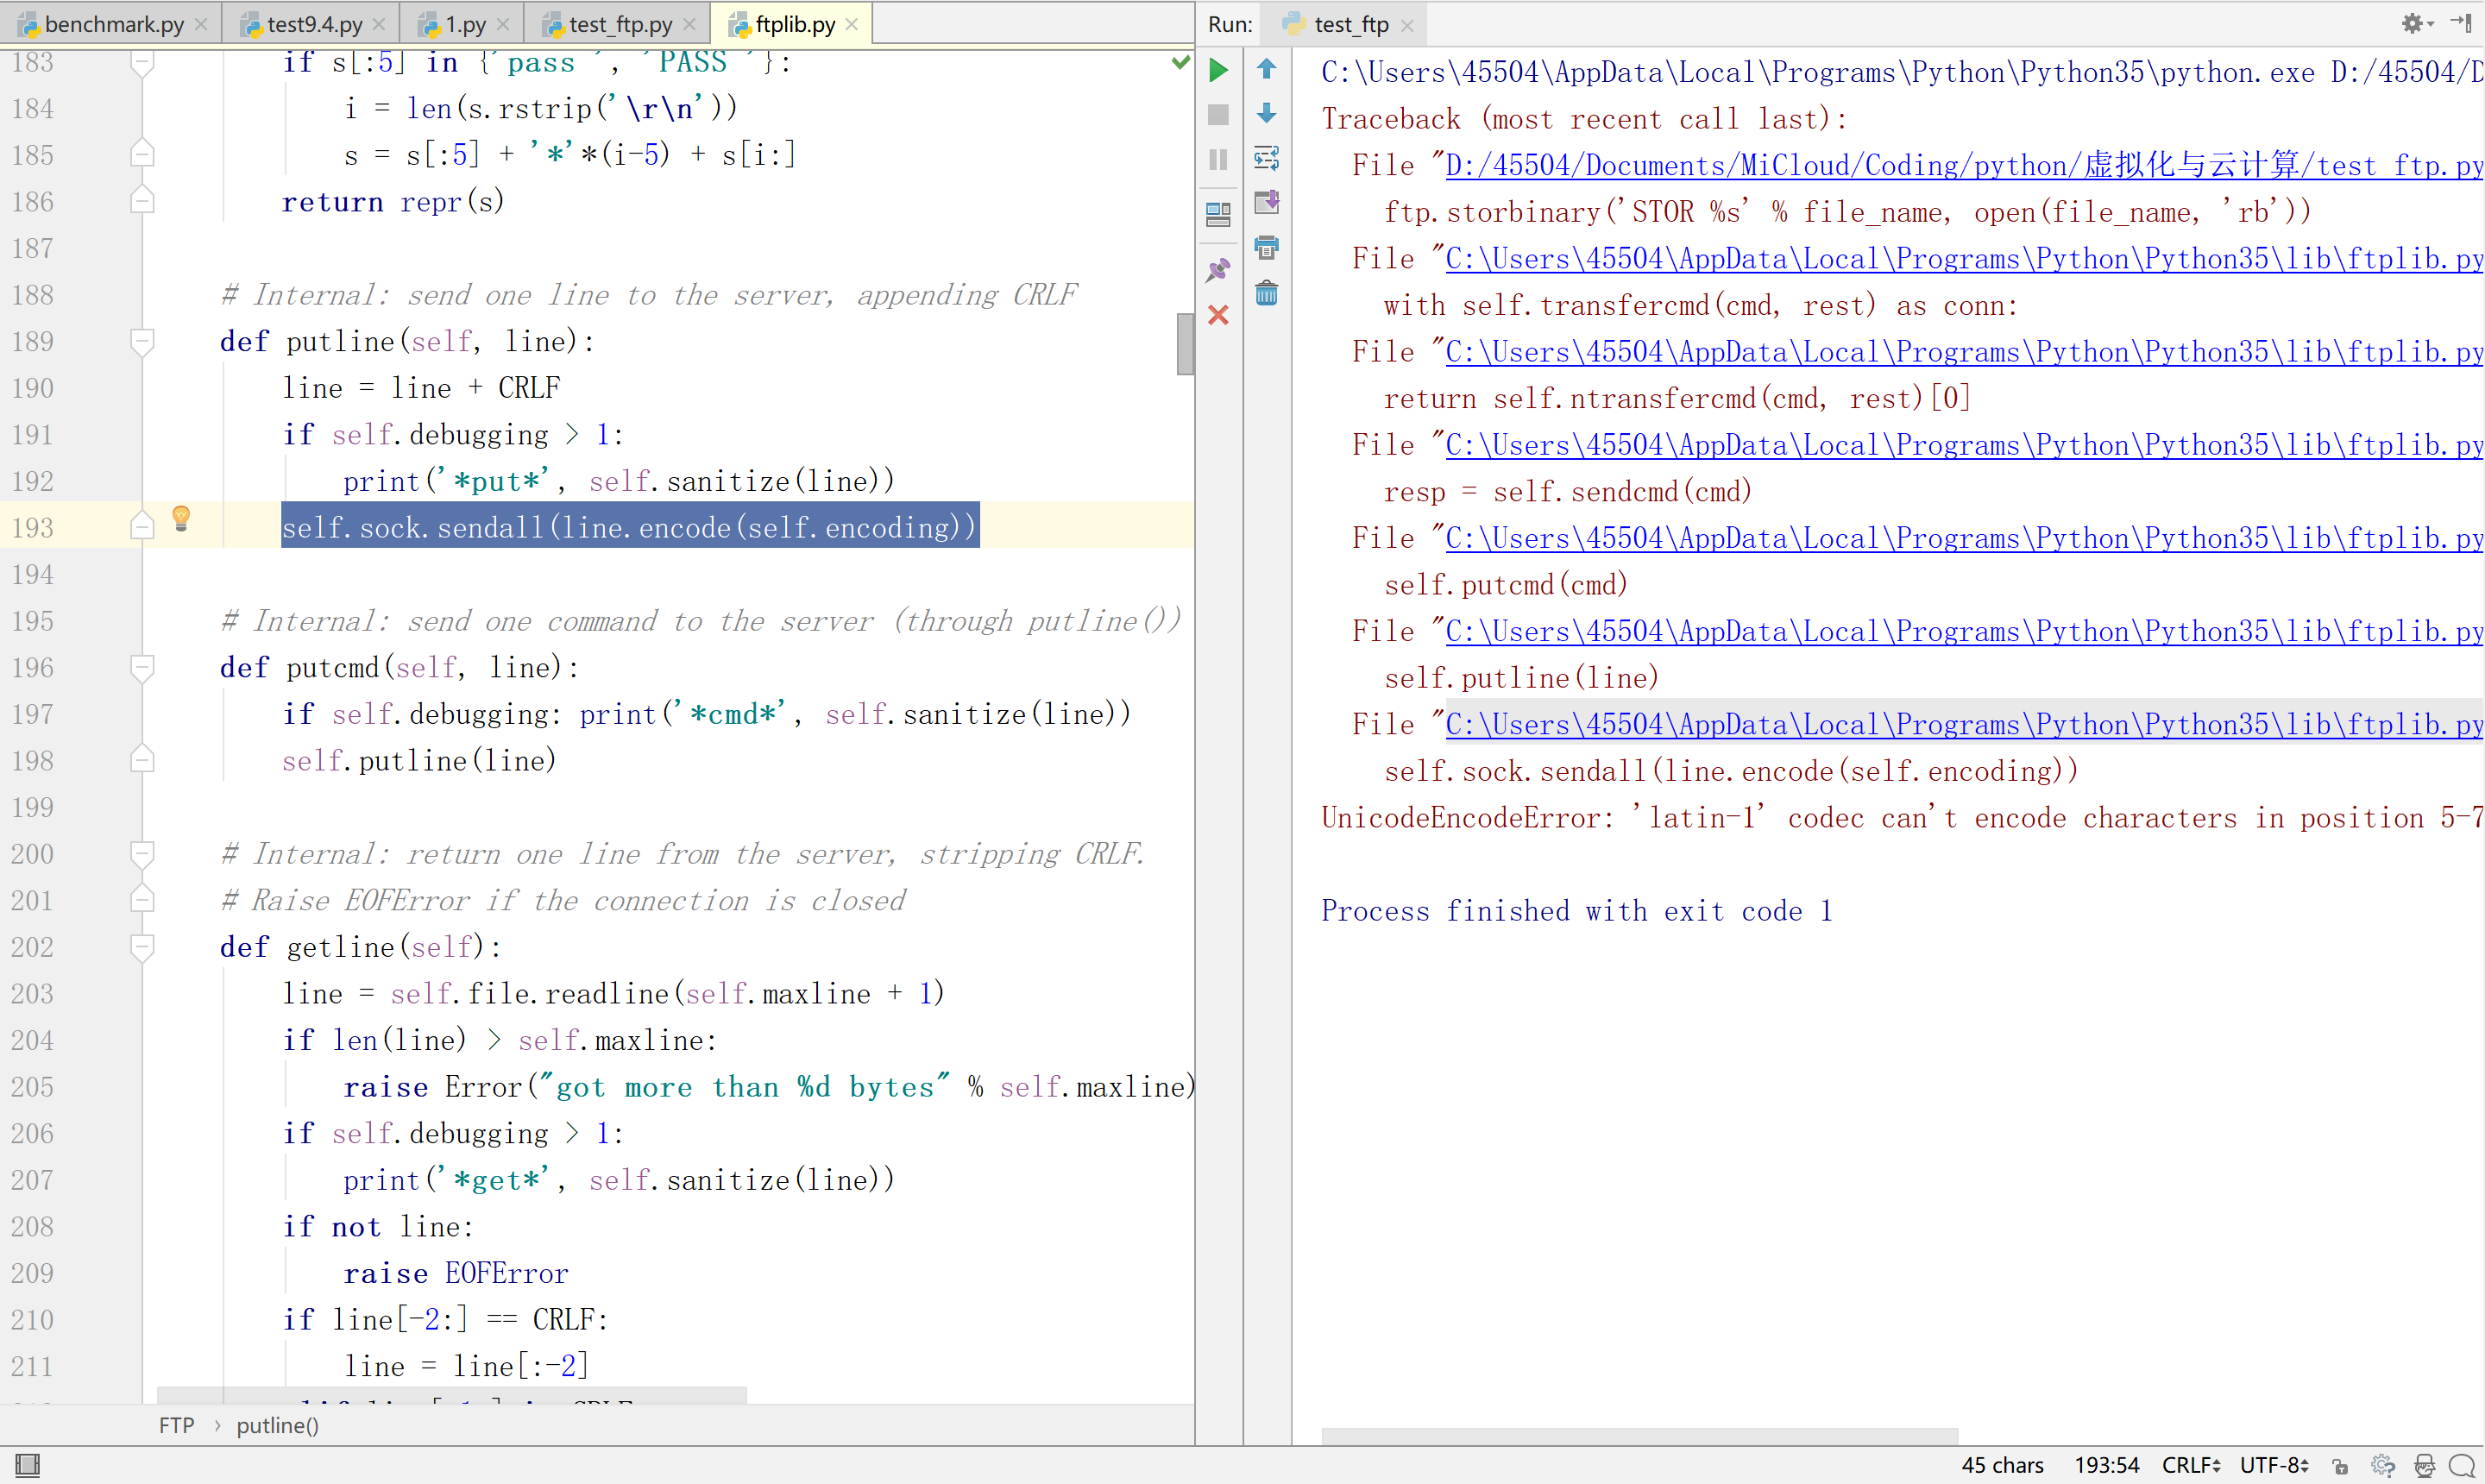 benchmark.py
test9.4.py
1.py
test_ftp.py
ftplib.py
183 if s[:5] in {'pass ', 'PASS '}:
184 i = len(s.rstrip('\r\n'))
185 s = s[:5] + '*'*(i-5) + s[i:]
186 return repr(s)
187
188 # Internal: send one line to the server, appending CRLF
189 def putline(self, line):
190 line = line + CRLF
191 if self.debugging > 1:
192 print('*put*', self.sanitize(line))
193 self.sock.sendall(line.encode(self.encoding))
194
195 # Internal: send one command to the server (through putline())
196 def putcmd(self, line):
197 if self.debugging: print('*cmd*', self.sanitize(line))
198 self.putline(line)
199
200 # Internal: return one line from the server, stripping CRLF.
201 # Raise EOFError if the connection is closed
202 def getline(self):
203 line = self.file.readline(self.maxline + 1)
204 if len(line) > self.maxline:
205 raise Error("got more than %d bytes" % self.maxline)
206 if self.debugging > 1:
207 print('*get*', self.sanitize(line))
208 if not line:
209 raise EOFError
210 if line[-2:] == CRLF:
211 line = line[:-2]
FTP › putline()
Run: test_ftp
C:\Users\45504\AppData\Local\Programs\Python\Python35\python.exe D:/45504/D
Traceback (most recent call last):
File "D:/45504/Documents/MiCloud/Coding/python/虚拟化与云计算/test_ftp.py
ftp.storbinary('STOR %s' % file_name, open(file_name, 'rb'))
File "C:\Users\45504\AppData\Local\Programs\Python\Python35\lib\ftplib.py
with self.transfercmd(cmd, rest) as conn:
File "C:\Users\45504\AppData\Local\Programs\Python\Python35\lib\ftplib.py
return self.ntransfercmd(cmd, rest)[0]
File "C:\Users\45504\AppData\Local\Programs\Python\Python35\lib\ftplib.py
resp = self.sendcmd(cmd)
File "C:\Users\45504\AppData\Local\Programs\Python\Python35\lib\ftplib.py
self.putcmd(cmd)
File "C:\Users\45504\AppData\Local\Programs\Python\Python35\lib\ftplib.py
self.putline(line)
File "C:\Users\45504\AppData\Local\Programs\Python\Python35\lib\ftplib.py
self.sock.sendall(line.encode(self.encoding))
UnicodeEncodeError: 'latin-1' codec can't encode characters in position 5-7
Process finished with exit code 1
45 chars 193:54 CRLF UTF-8